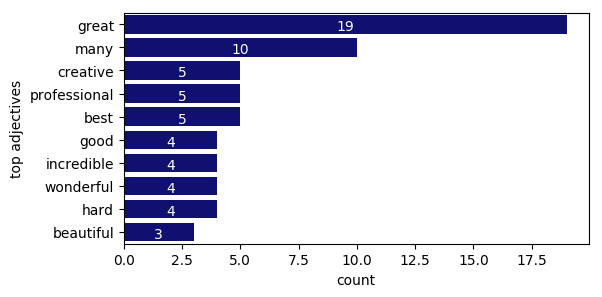 great 19
many 10
creative 5
professional 5
best 5
good 4
incredible 4
wonderful 4
hard 4
beautiful 3
top adjectives
0.0 2.5 5.0 7.5 10.0 12.5 15.0 17.5
count